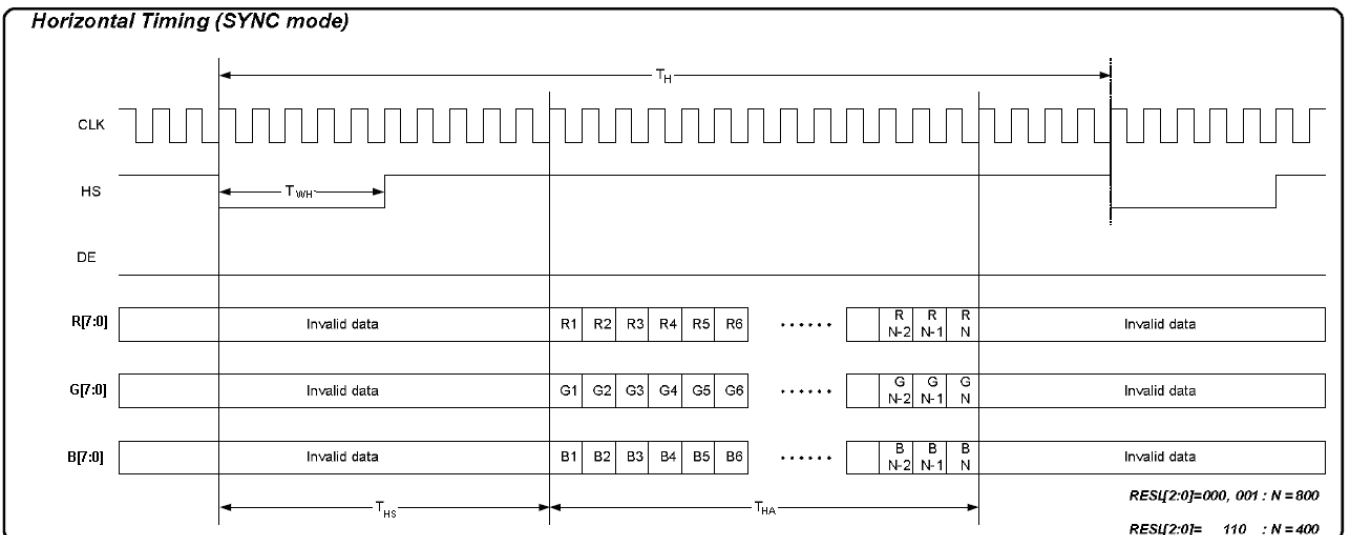 Horizontal Timing (SYNC mode)
TH
CLK
HS
TWH
DE
R[7:0]
Invalid data
R1 R2 R3 R4 R5 R6 ...... R N-2 R N-1 R N
Invalid data
G[7:0]
Invalid data
G1 G2 G3 G4 G5 G6 ...... G N-2 G N-1 G N
Invalid data
B[7:0]
Invalid data
B1 B2 B3 B4 B5 B6 ...... B N-2 B N-1 B N
Invalid data
THS
THA
RESL[2:0]=000, 001 : N = 800
RESL[2:0]= 110 : N = 400